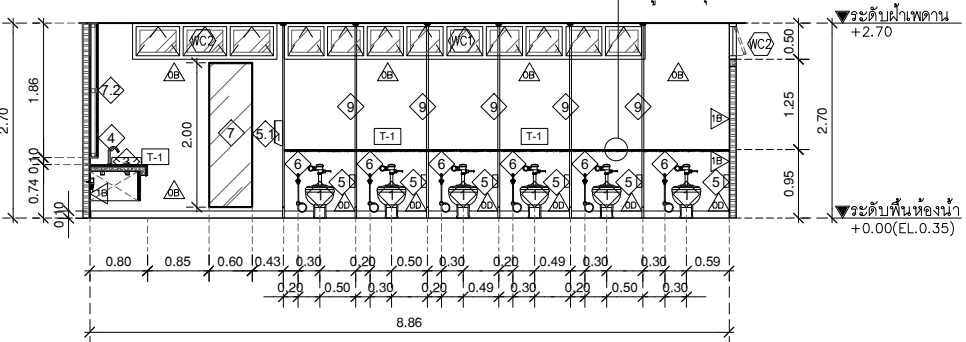 ▼ระดับฝ้าเพดาน
+2.70
WC2 WC1 WC2
0.50
0B 0B 0B 0B
1.86 7.2 9 9 9 9 9 1.25
2.70 2.00 7 5.1 1B 2.70
4 T-1 T-1 T-1
0.10 3 6 6 6 6 6 6 1B
0.74 1B 0B 5 5 5 5 5 5 0.95
0D 0D 0D 0D 0D 0D
0.10
▼ระดับพื้นห้องน้ำ
+0.00(EL.0.35)
0.80 0.85 0.60 0.43 0.30 0.20 0.50 0.30 0.20 0.49 0.30 0.30 0.59
0.20 0.50 0.30 0.20 0.49 0.30 0.20 0.50 0.30
8.86